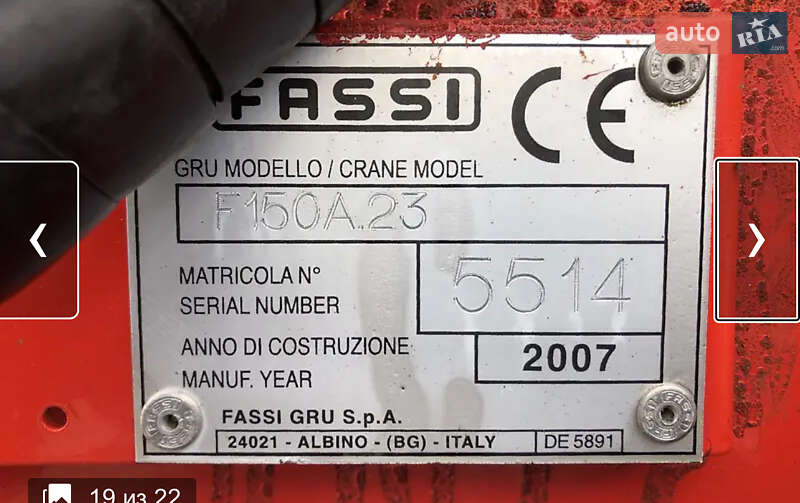 auto RIA
.com
FASSI CE
GRU MODELLO / CRANE MODEL
F150A.23
MATRICOLA N°
SERIAL NUMBER
5514
ANNO DI COSTRUZIONE
MANUF. YEAR
2007
FASSI GRU S.p.A.
24021 - ALBINO - (BG) - ITALY DE 5891
19 из 22